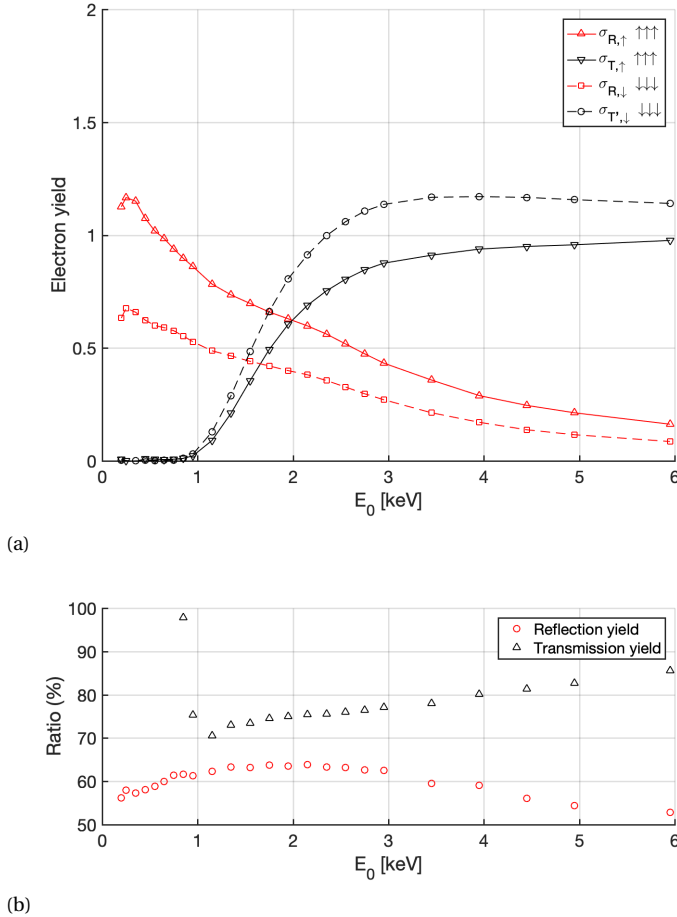 2
1.5
1
0.5
0
Electron yield
σR,↑ ↑↑↑
σT,↑ ↑↑↑
σR,↓ ↓↓↓
σT',↓ ↓↓↓
0 1 2 3 4 5 6
E0 [keV]
(a)
100
90
80
70
60
50
Ratio (%)
Reflection yield
Transmission yield
0 1 2 3 4 5 6
E0 [keV]
(b)